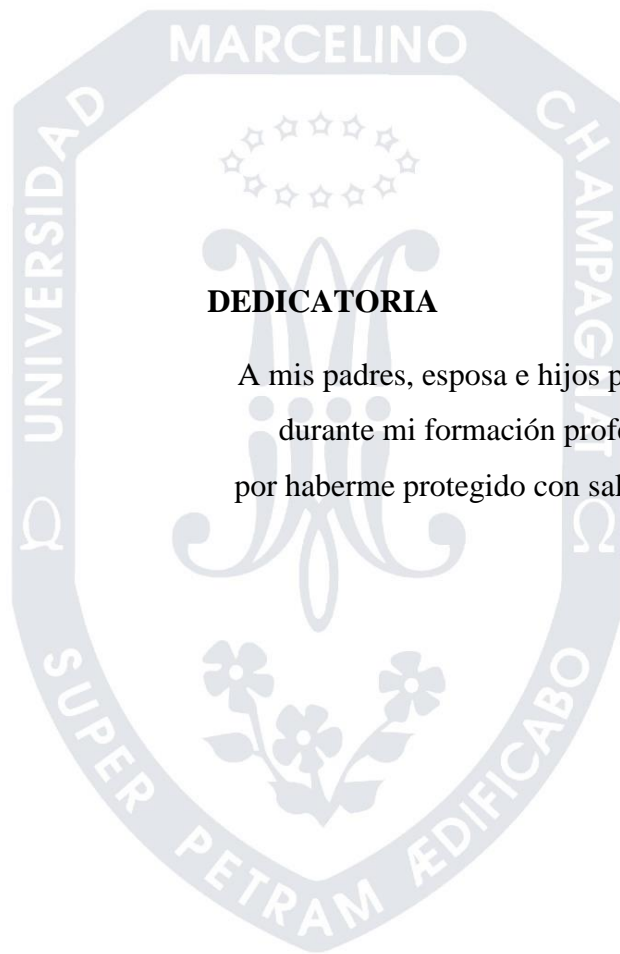 UNIVERSIDAD MARCELINO CHAMPAGNAT
DEDICATORIA
A mis padres, esposa e hijos p
durante mi formación profe
por haberme protegido con sal
SUPER PETRAM ÆDIFICABO